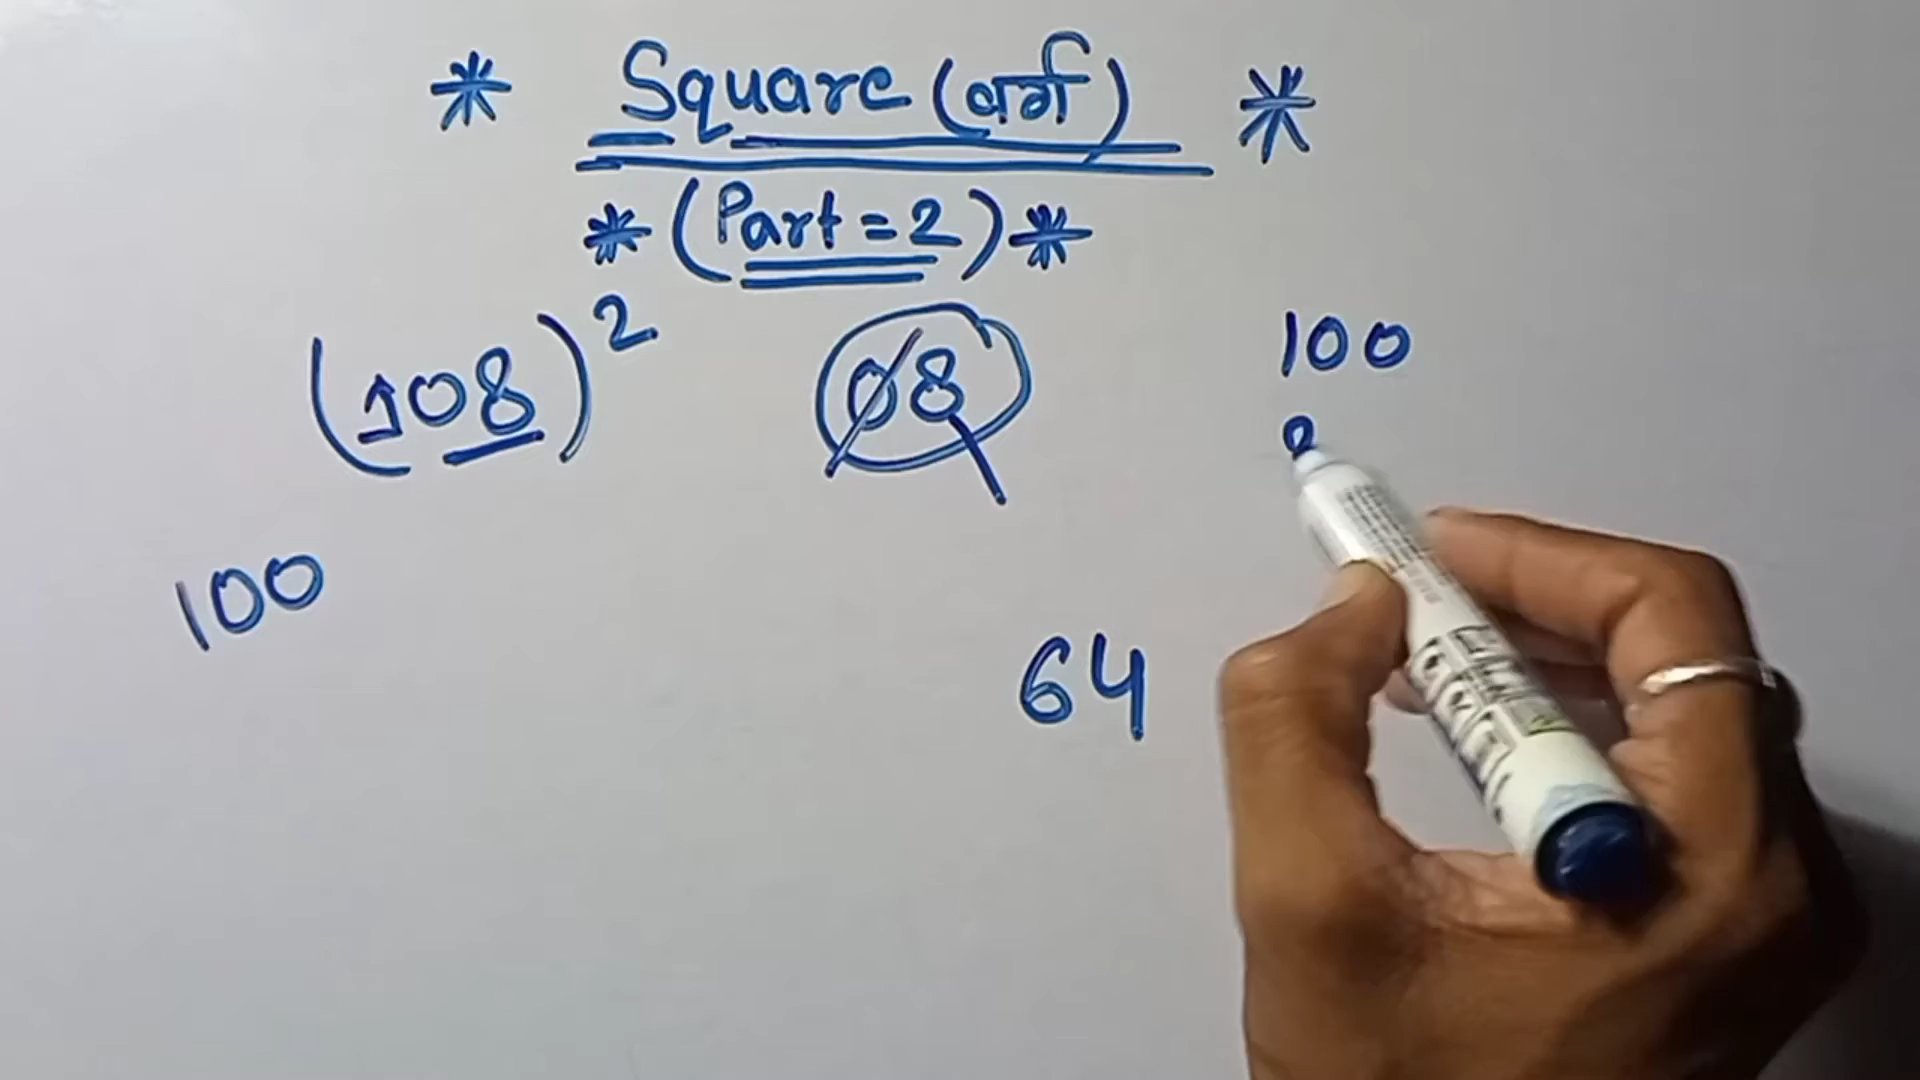 * Square (वर्ग) *
* (Part = 2) *
(108)² 08 100
100
64